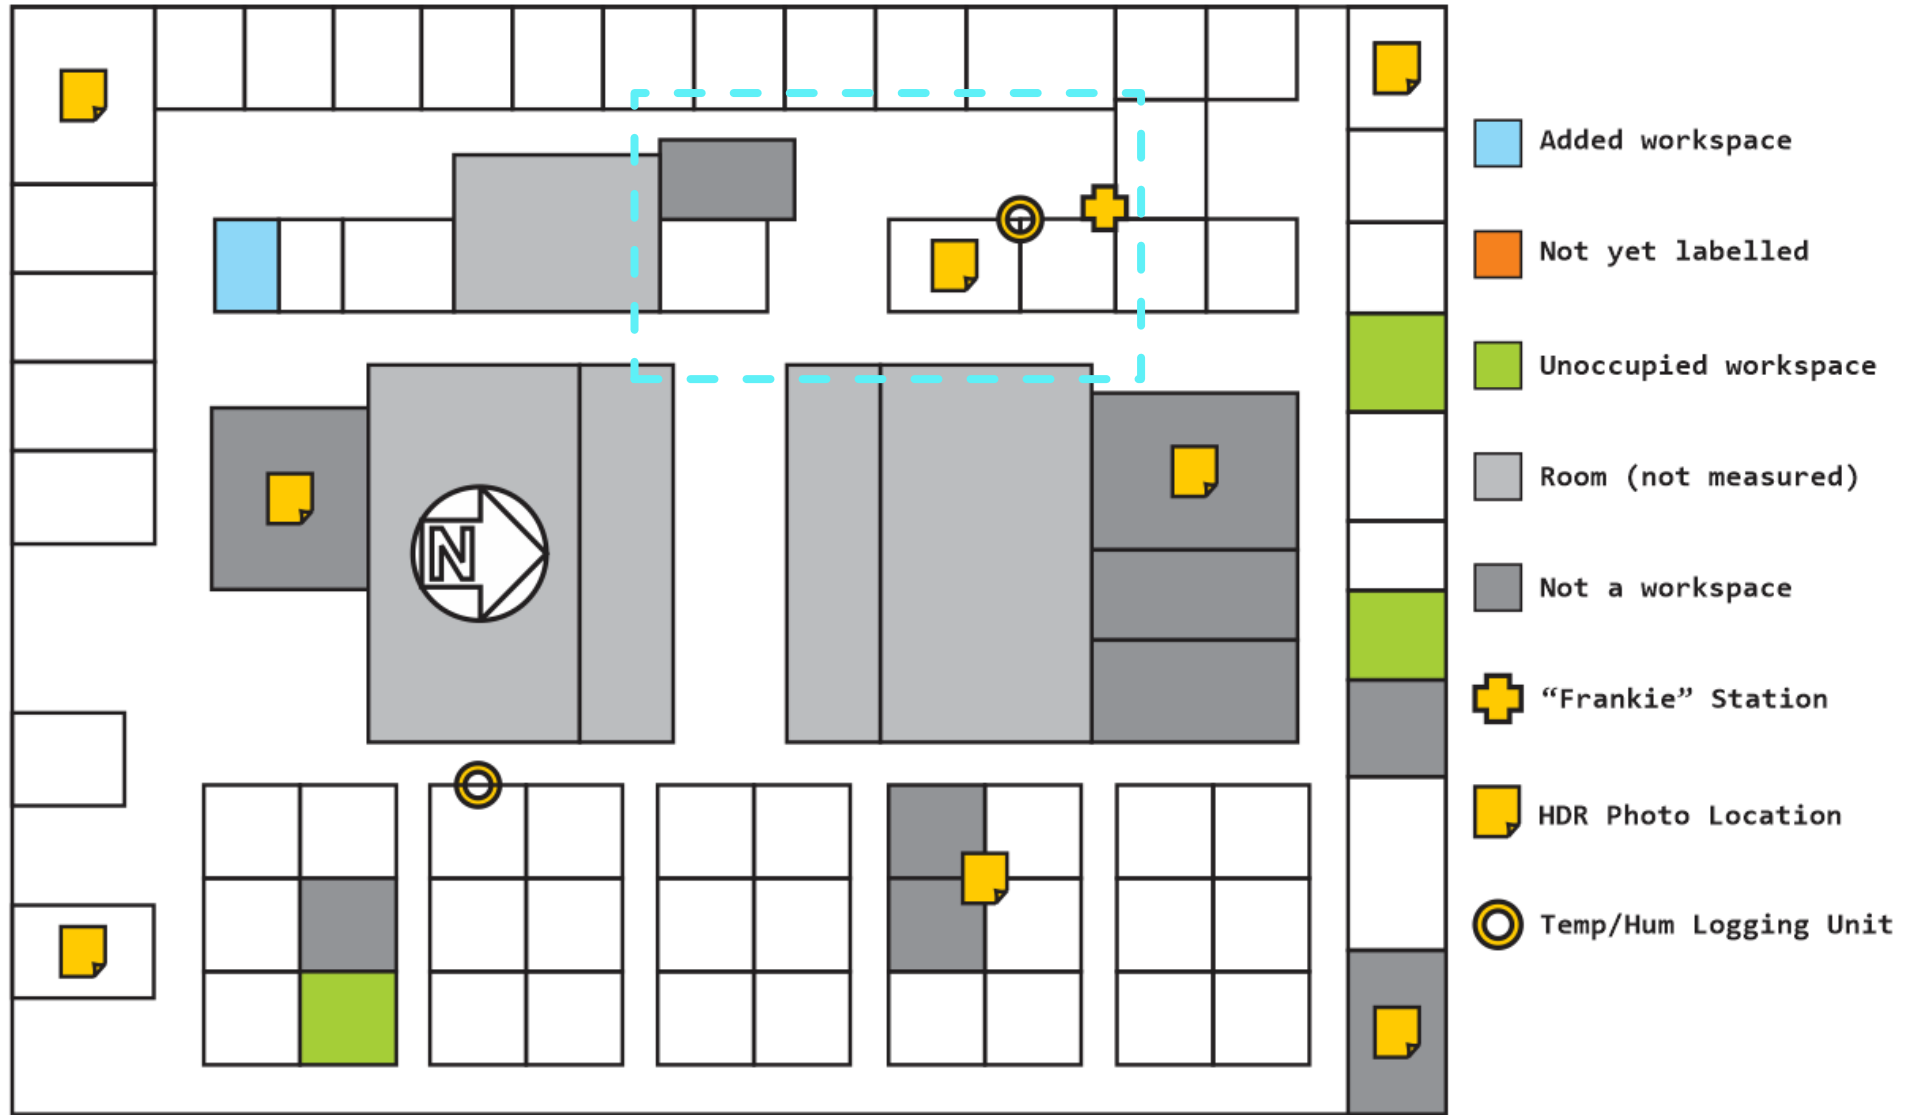 Added workspace
Not yet labelled
Unoccupied workspace
Room (not measured)
N
Not a workspace
“Frankie” Station
HDR Photo Location
Temp/Hum Logging Unit